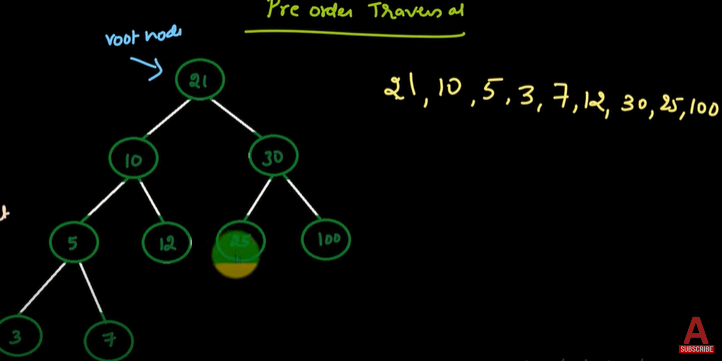 Pre order Traversal
root node
21
21, 10, 5, 3, 7, 12, 30, 25, 100
10
30
5
12
25
100
3
7
A
SUBSCRIBE